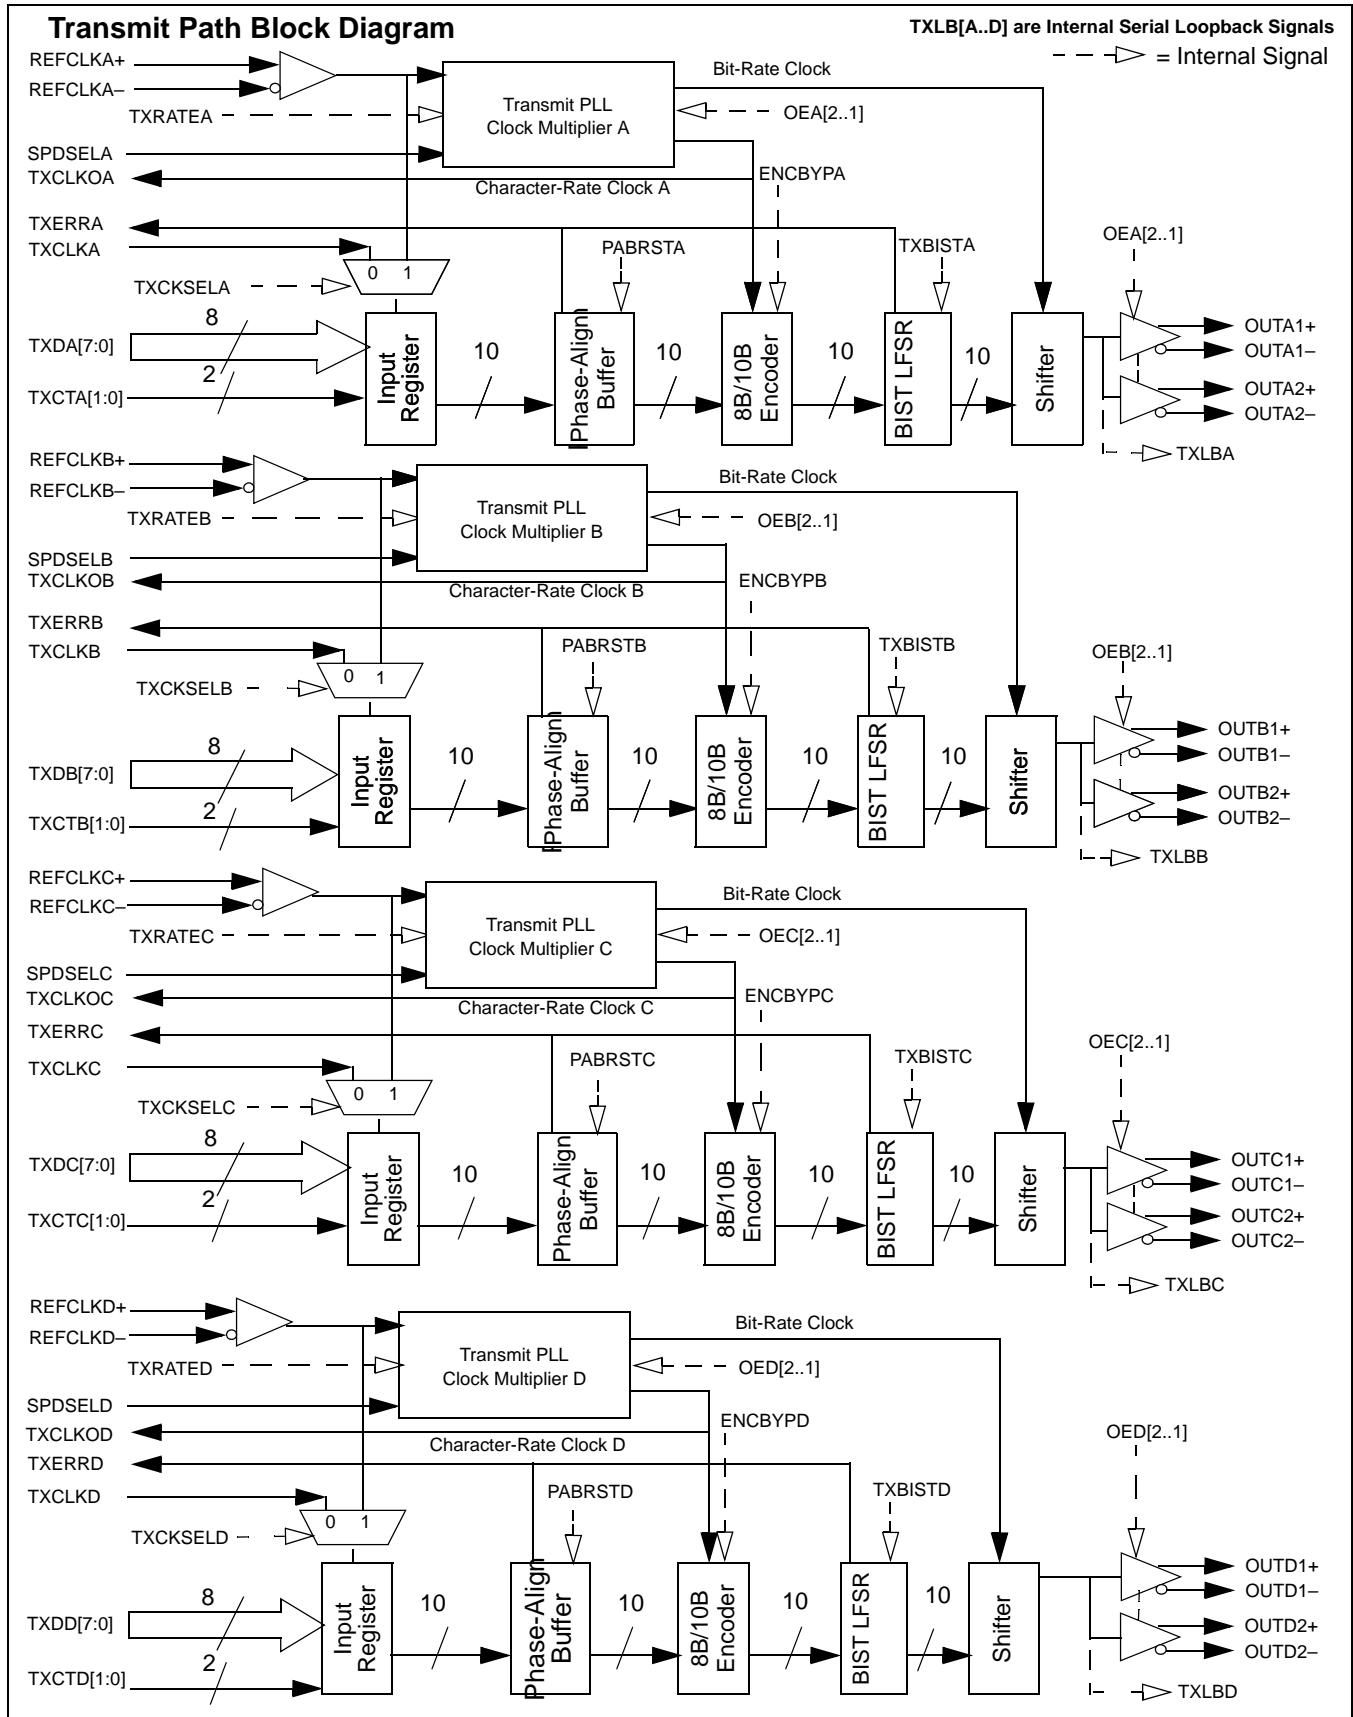 Transmit Path Block Diagram
TXLB[A..D] are Internal Serial Loopback Signals
= Internal Signal
REFCLKA+
REFCLKA–
TXRATEA
SPDSELA
TXCLKOA
TXERRA
TXCLKA
TXCKSELA
TXDA[7:0]
TXCTA[1:0]
Transmit PLL
Clock Multiplier A
Bit-Rate Clock
OEA[2..1]
Character-Rate Clock A
ENCBYPA
PABRSTA
TXBISTA
OEA[2..1]
0 1
8
2
Input
Register
10
Phase-Align
Buffer
10
8B/10B
Encoder
10
BIST LFSR
10
Shifter
OUTA1+
OUTA1–
OUTA2+
OUTA2–
TXLBA
REFCLKB+
REFCLKB–
TXRATEB
SPDSELB
TXCLKOB
TXERRB
TXCLKB
TXCKSELB
TXDB[7:0]
TXCTB[1:0]
Transmit PLL
Clock Multiplier B
Bit-Rate Clock
OEB[2..1]
Character-Rate Clock B
ENCBYPB
PABRSTB
TXBISTB
OEB[2..1]
0 1
8
2
Input
Register
10
Phase-Align
Buffer
10
8B/10B
Encoder
10
BIST LFSR
10
Shifter
OUTB1+
OUTB1–
OUTB2+
OUTB2–
TXLBB
REFCLKC+
REFCLKC–
TXRATEC
SPDSELC
TXCLKOC
TXERRC
TXCLKC
TXCKSELC
TXDC[7:0]
TXCTC[1:0]
Transmit PLL
Clock Multiplier C
Bit-Rate Clock
OEC[2..1]
Character-Rate Clock C
ENCBYPC
PABRSTC
TXBISTC
OEC[2..1]
0 1
8
2
Input
Register
10
Phase-Align
Buffer
10
8B/10B
Encoder
10
BIST LFSR
10
Shifter
OUTC1+
OUTC1–
OUTC2+
OUTC2–
TXLBC
REFCLKD+
REFCLKD–
TXRATED
SPDSELD
TXCLKOD
TXERRD
TXCLKD
TXCKSELD
TXDD[7:0]
TXCTD[1:0]
Transmit PLL
Clock Multiplier D
Bit-Rate Clock
OED[2..1]
Character-Rate Clock D
ENCBYPD
PABRSTD
TXBISTD
OED[2..1]
0 1
8
2
Input
Register
10
Phase-Align
Buffer
10
8B/10B
Encoder
10
BIST LFSR
10
Shifter
OUTD1+
OUTD1–
OUTD2+
OUTD2–
TXLBD